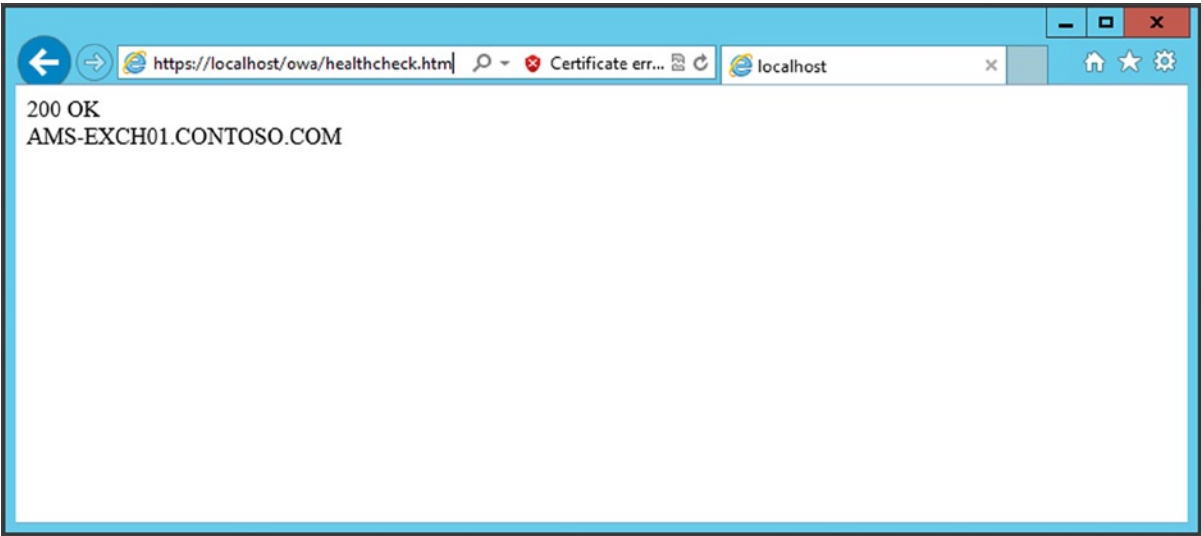 https://localhost/owa/healthcheck.htm Certificate err... localhost
200 OK
AMS-EXCH01.CONTOSO.COM